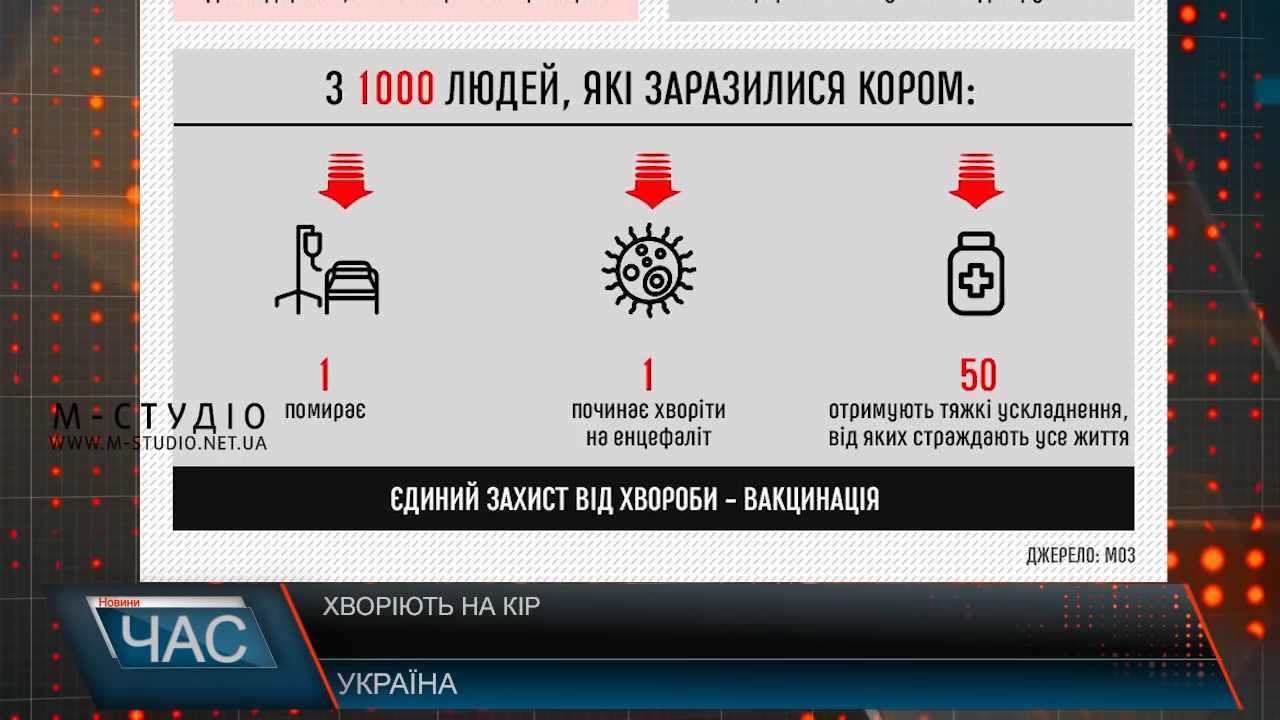 З 1000 ЛЮДЕЙ, ЯКІ ЗАРАЗИЛИСЯ КОРОМ:
1
помирає
1
починає хворіти
на енцефаліт
50
отримують тяжкі ускладнення,
від яких страждають усе життя
М-СТУДІО
WWW.M-STUDIO.NET.UA
ЄДИНИЙ ЗАХИСТ ВІД ХВОРОБИ – ВАКЦИНАЦІЯ
ДЖЕРЕЛО: МОЗ
Новини
ЧАС
ХВОРІЮТЬ НА КІР
УКРАЇНА